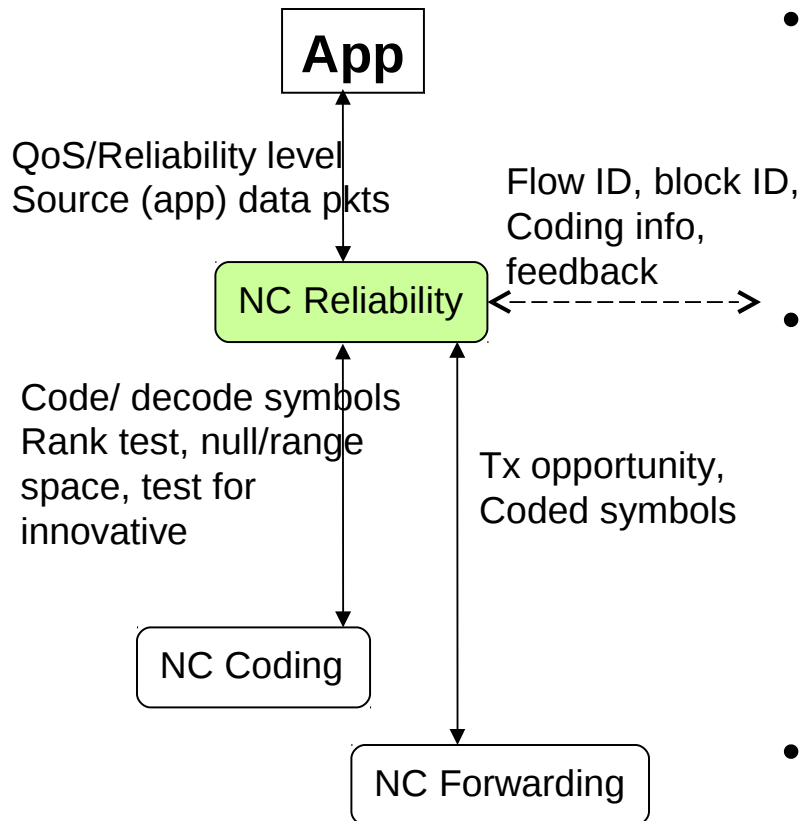 App
QoS/Reliability level
Source (app) data pkts
Flow ID, block ID,
Coding info,
feedback
NC Reliability
Code/ decode symbols
Rank test, null/range
space, test for
innovative
Tx opportunity,
Coded symbols
NC Coding
NC Forwarding